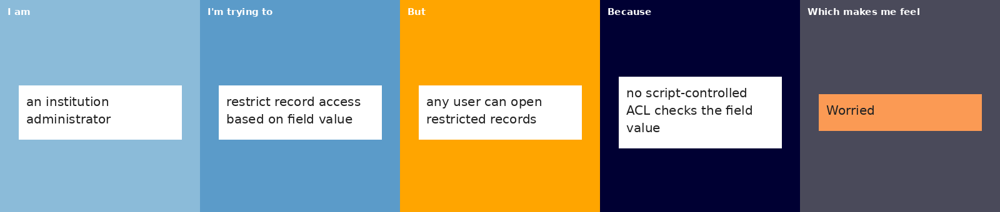 I am
an institution
administrator
I'm trying to
restrict record access
based on field value
But
any user can open
restricted records
Because
no script-controlled
ACL checks the field
value
Which makes me feel
Worried